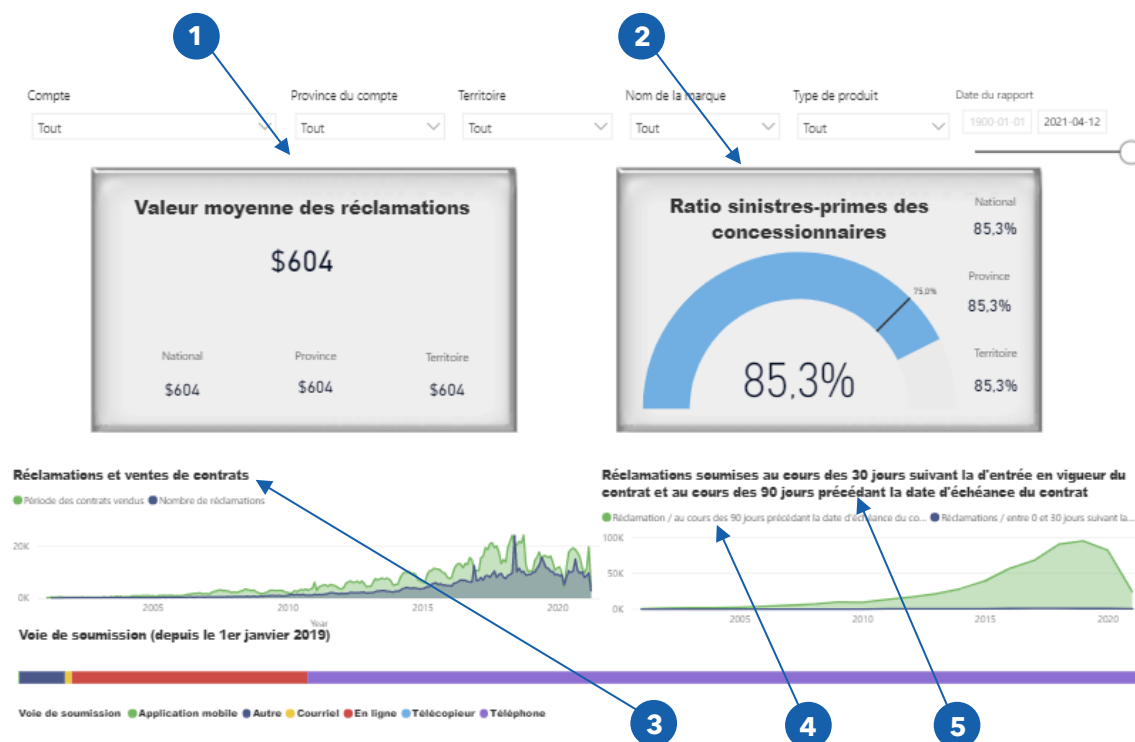 1
2
Compte
Province du compte
Territoire
Nom de la marque
Type de produit
Date du rapport
Tout
Tout
Tout
Tout
Tout
1900-01-01
2021-04-12
Valeur moyenne des réclamations
$604
National
Province
Territoire
$604
$604
$604
Ratio sinistres-primes des
concessionnaires
75,0%
85,3%
National
85,3%
Province
85,3%
Territoire
85,3%
Réclamations et ventes de contrats
Période des contrats vendus
Nombre de réclamations
20K
0K
2005
2010
2015
2020
Year
Réclamations soumises au cours des 30 jours suivant la d'entrée en vigueur du
contrat et au cours des 90 jours précédant la date d'échéance du contrat
Réclamation / au cours des 90 jours précédant la date d'échéance du co...
Réclamations / entre 0 et 30 jours suivant la...
100K
50K
0K
2005
2010
2015
2020
Voie de soumission (depuis le 1er janvier 2019)
Voie de soumission Application mobile Autre Courriel En ligne Télécopieur Téléphone
3
4
5